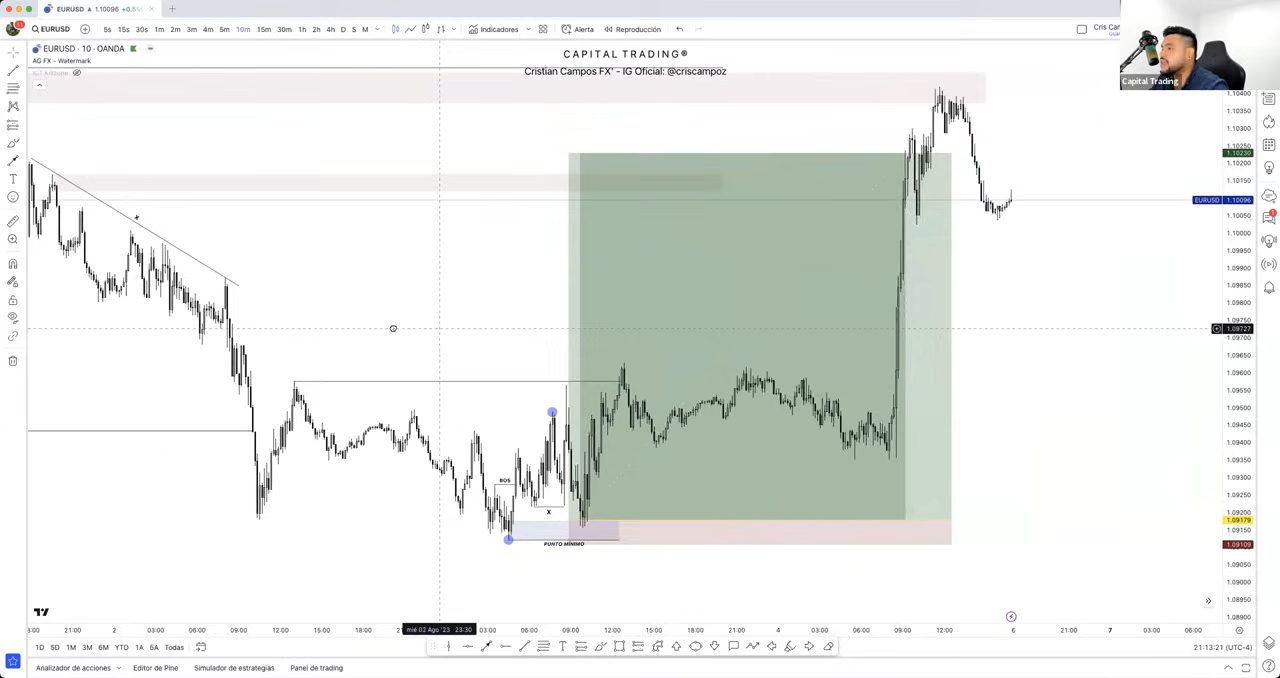 EURUSD ▲ 1.10096 +0.5
11
EURUSD
5s 15s 30s 1m 2m 3m 4m 5m 10m 15m 30m 1h 2h 4h D S M
Indicadores
Alerta
Reproducción
Cris Cam
EURUSD · 10 · OANDA
AG FX - Watermark
ICT Killzone
CAPITAL TRADING®
Cristian Campos FX' - IG Oficial: @criscampoz
Capital Trading
1.10400
1.10350
1.10300
1.10250
1.10230
1.10200
1.10150
EURUSD 1.10096
1.10050
1.10000
1.09950
1.09900
1.09850
1.09800
1.09750
1.09727
1.09700
1.09650
1.09600
1.09550
1.09500
1.09450
1.09400
1.09350
1.09300
1.09250
1.09200
1.09179
1.09150
1.09109
1.09050
1.09000
1.08950
1.08900
X
BOS
X
PUNTO MÍNIMO
21:00 2 03:00 06:00 09:00 15:00 18:00 mié 02 Ago '23 23:30 03:00 06:00 09:00 12:00 15:00 18:00 21:00 4 03:00 06:00 09:00 12:00 6 21:00 7 03:00 06:00
1D 5D 1M 3M 6M YTD 1A 5A Todas
21:13:21 (UTC-4)
Analizador de acciones
Editor de Pine
Simulador de estrategias
Panel de trading